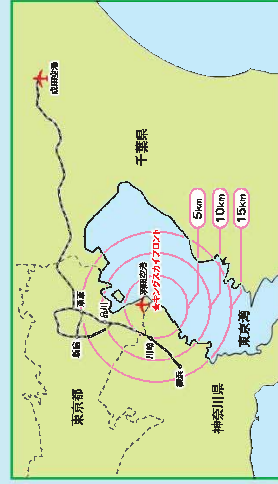 成田空港
千葉県
東京都
新宿
東京
品川
羽田空港
★キングスカイフロント
川崎
横浜
神奈川県
東京湾
5km
10km
15km